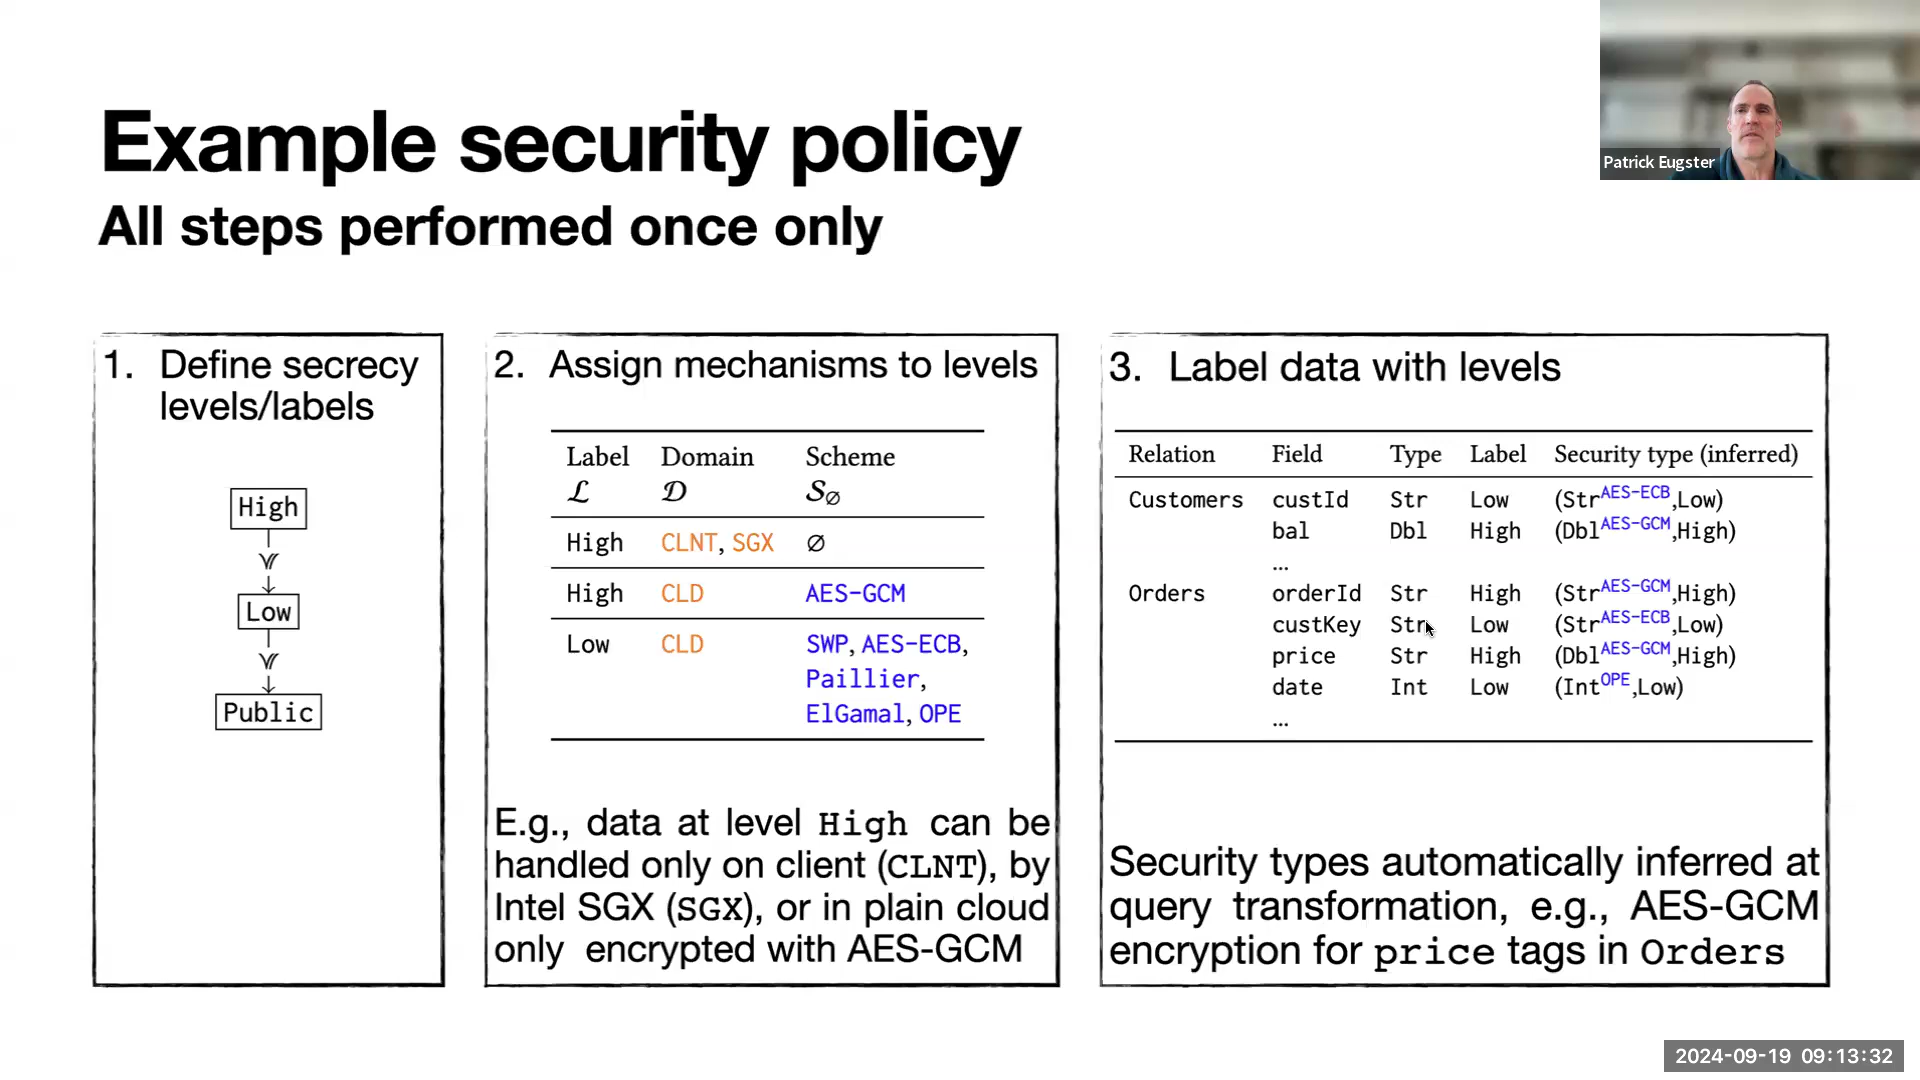 Patrick Eugster
Example security policy
All steps performed once only
1. Define secrecy
levels/labels
High
Low
Public
2. Assign mechanisms to levels
Label Domain Scheme
ℒ 𝒟 𝒮∅
High CLNT, SGX ∅
High CLD AES-GCM
Low CLD SWP, AES-ECB,
Paillier,
ElGamal, OPE
E.g., data at level High can be
handled only on client (CLNT), by
Intel SGX (SGX), or in plain cloud
only encrypted with AES-GCM
3. Label data with levels
Relation Field Type Label Security type (inferred)
Customers custId Str Low (Str^AES-ECB,Low)
bal Dbl High (Dbl^AES-GCM,High)
...
Orders orderId Str High (Str^AES-GCM,High)
custKey Str Low (Str^AES-ECB,Low)
price Str High (Dbl^AES-GCM,High)
date Int Low (Int^OPE,Low)
...
Security types automatically inferred at
query transformation, e.g., AES-GCM
encryption for price tags in Orders
2024-09-19 09:13:32